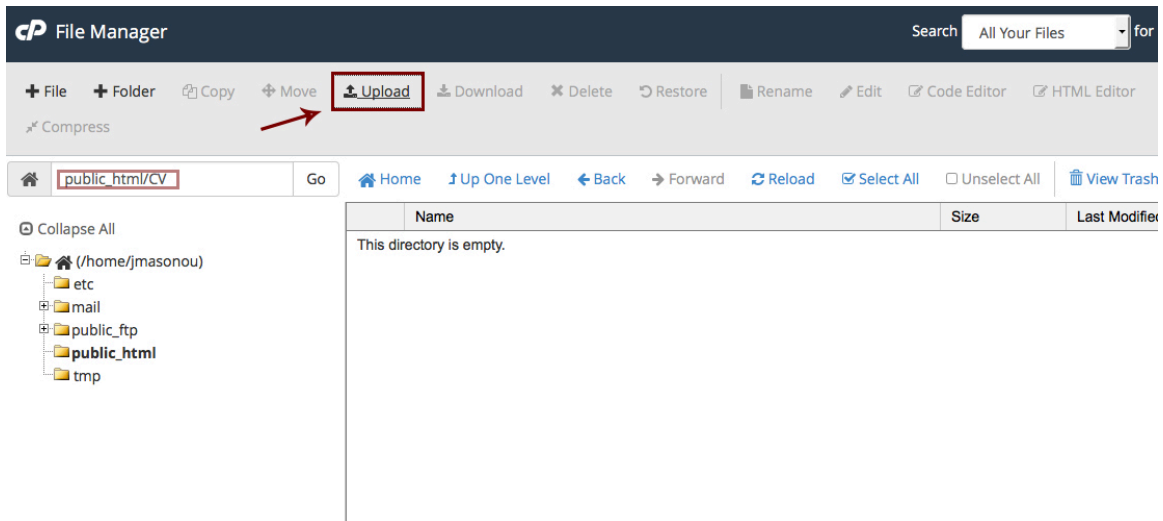 cP File Manager Search All Your Files for
File Folder Copy Move Upload Download Delete Restore Rename Edit Code Editor HTML Editor
Compress
public_html/CV Go Home Up One Level Back Forward Reload Select All Unselect All View Trash
Name Size Last Modified
Collapse All
This directory is empty.
(/home/jmasonou)
etc
mail
public_ftp
public_html
tmp